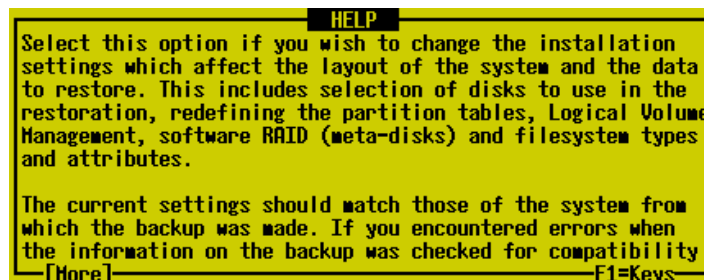 HELP
Select this option if you wish to change the installation
settings which affect the layout of the system and the data
to restore. This includes selection of disks to use in the
restoration, redefining the partition tables, Logical Volume
Management, software RAID (meta-disks) and filesystem types
and attributes.
The current settings should match those of the system from
which the backup was made. If you encountered errors when
the information on the backup was checked for compatibility
[More] F1=Keys